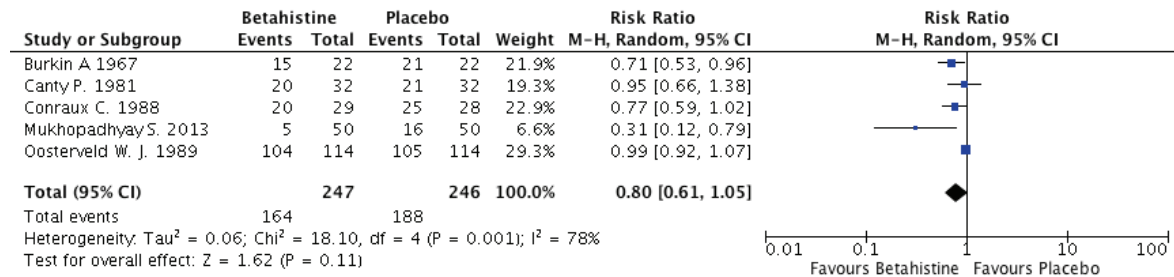 Betahistine Placebo Risk Ratio Risk Ratio
Study or Subgroup Events Total Events Total Weight M-H, Random, 95% CI M-H, Random, 95% CI
Burkin A 1967 15 22 21 22 21.9% 0.71 [0.53, 0.96]
Canty P. 1981 20 32 21 32 19.3% 0.95 [0.66, 1.38]
Conraux C. 1988 20 29 25 28 22.9% 0.77 [0.59, 1.02]
Mukhopadhyay S. 2013 5 50 16 50 6.6% 0.31 [0.12, 0.79]
Oosterveld W. J. 1989 104 114 105 114 29.3% 0.99 [0.92, 1.07]
Total (95% CI) 247 246 100.0% 0.80 [0.61, 1.05]
Total events 164 188
Heterogeneity: Tau² = 0.06; Chi² = 18.10, df = 4 (P = 0.001); I² = 78%
Test for overall effect: Z = 1.62 (P = 0.11)
0.01 0.1 1 10 100
Favours Betahistine Favours Placebo